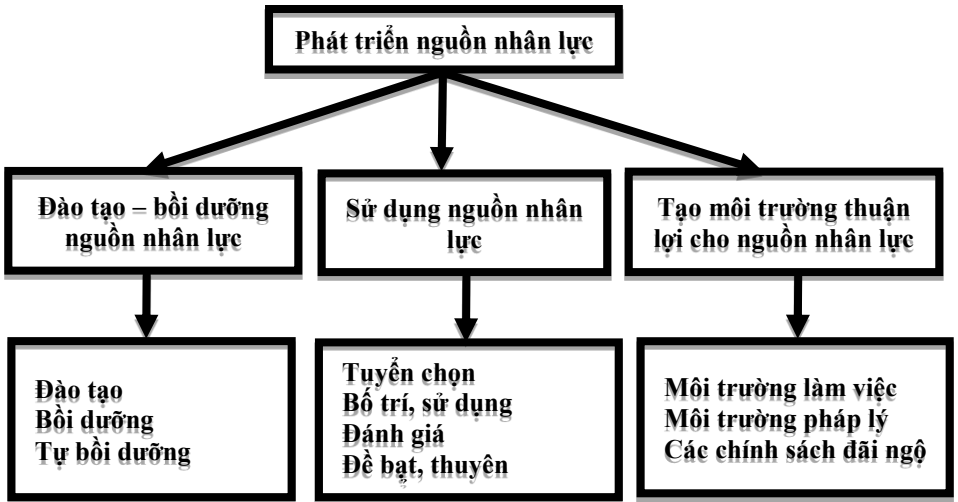 Phát triển nguồn nhân lực
Đào tạo – bồi dưỡng
nguồn nhân lực
Sử dụng nguồn nhân
lực
Tạo môi trường thuận
lợi cho nguồn nhân lực
Đào tạo
Bồi dưỡng
Tự bồi dưỡng
Tuyển chọn
Bố trí, sử dụng
Đánh giá
Đề bạt, thuyên
Môi trường làm việc
Môi trường pháp lý
Các chính sách đãi ngộ